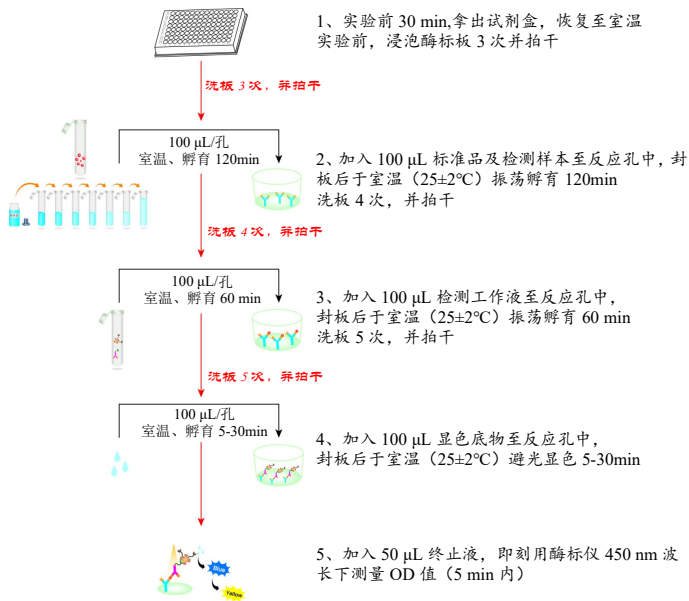 1、实验前 30 min,拿出试剂盒，恢复至室温
实验前，浸泡酶标板 3 次并拍干
洗板 3 次，并拍干
100 μL/孔
室温、孵育 120min
2、加入 100 μL 标准品及检测样本至反应孔中，封
板后于室温（25±2℃）振荡孵育 120min
洗板 4 次，并拍干
洗板 4 次，并拍干
100 μL/孔
室温、孵育 60 min
3、加入 100 μL 检测工作液至反应孔中，
封板后于室温（25±2℃）振荡孵育 60 min
洗板 5 次，并拍干
洗板 5 次，并拍干
100 μL/孔
室温、孵育 5-30min
4、加入 100 μL 显色底物至反应孔中，
封板后于室温（25±2℃）避光显色 5-30min
5、加入 50 μL 终止液，即刻用酶标仪 450 nm 波
长下测量 OD 值（5 min 内）
Blue
Yellow